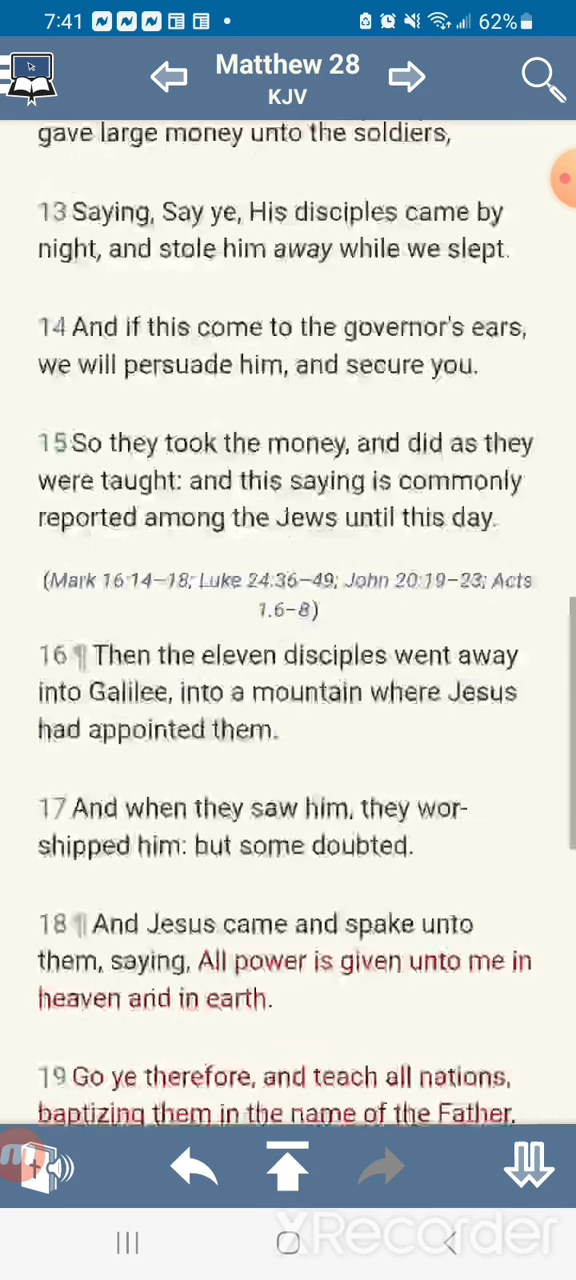 7:41
62%
Matthew 28
KJV
gave large money unto the soldiers,
13 Saying, Say ye, His disciples came by
night, and stole him away while we slept.
14 And if this come to the governor's ears,
we will persuade him, and secure you.
15 So they took the money, and did as they
were taught: and this saying is commonly
reported among the Jews until this day.
(Mark 16:14–18; Luke 24:36–49; John 20:19–23; Acts
1:6–8)
16 ¶ Then the eleven disciples went away
into Galilee, into a mountain where Jesus
had appointed them.
17 And when they saw him, they wor-
shipped him: but some doubted.
18 ¶ And Jesus came and spake unto
them, saying, All power is given unto me in
heaven and in earth.
19 Go ye therefore, and teach all nations,
baptizing them in the name of the Father,
XRecorder